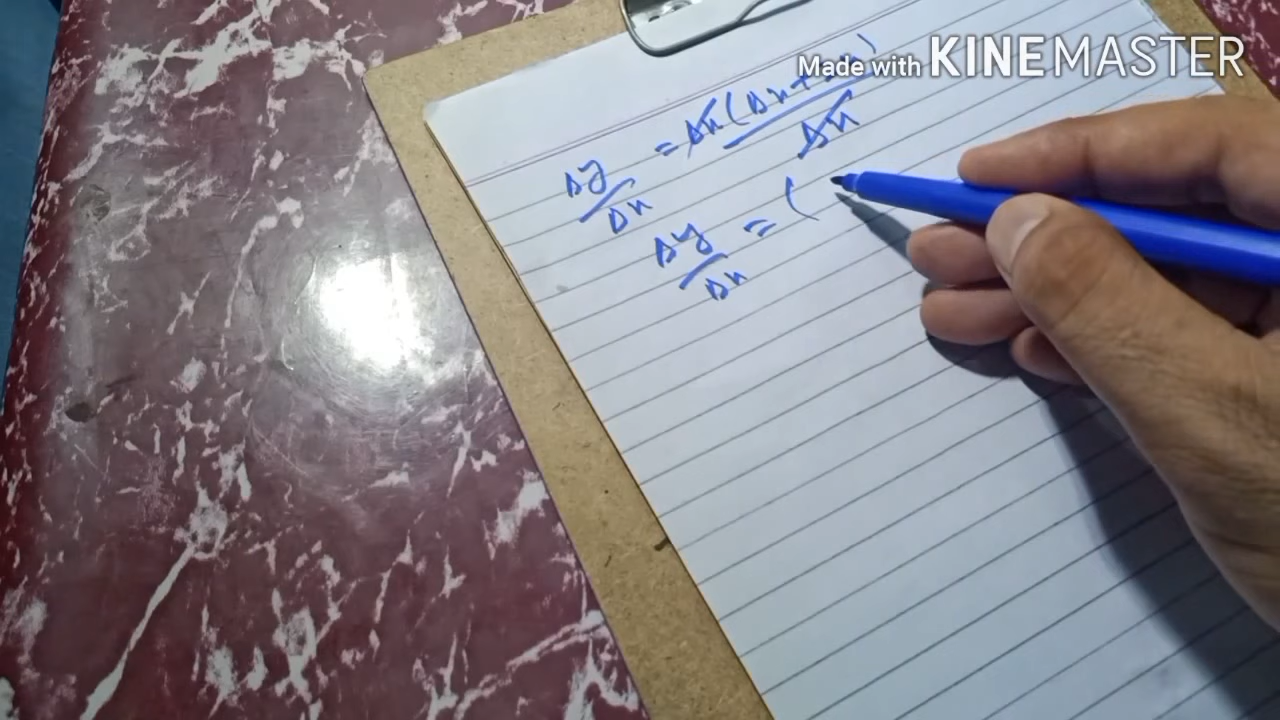 Made with KINEMASTER
Δy/Δx = Δx(Δx +
Δx
Δy/Δx = (